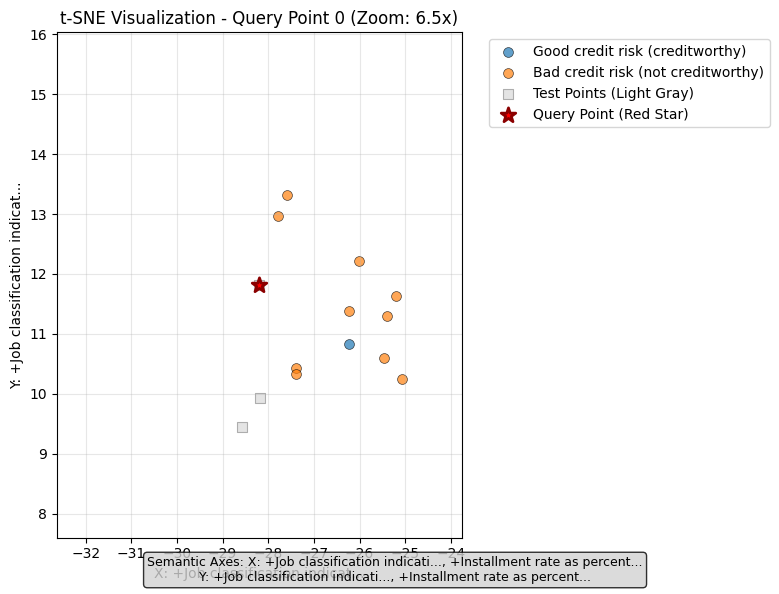 t-SNE Visualization - Query Point 0 (Zoom: 6.5x)
Good credit risk (creditworthy)
Bad credit risk (not creditworthy)
Test Points (Light Gray)
Query Point (Red Star)
16
15
14
13
12
11
10
9
8
Y: +Job classification indicat...
−32
−31
−30
−29
−28
−27
−26
−25
−24
X: +Job classification indicat...
Semantic Axes: X: +Job classification indicati..., +Installment rate as percent...
Y: +Job classification indicati..., +Installment rate as percent...